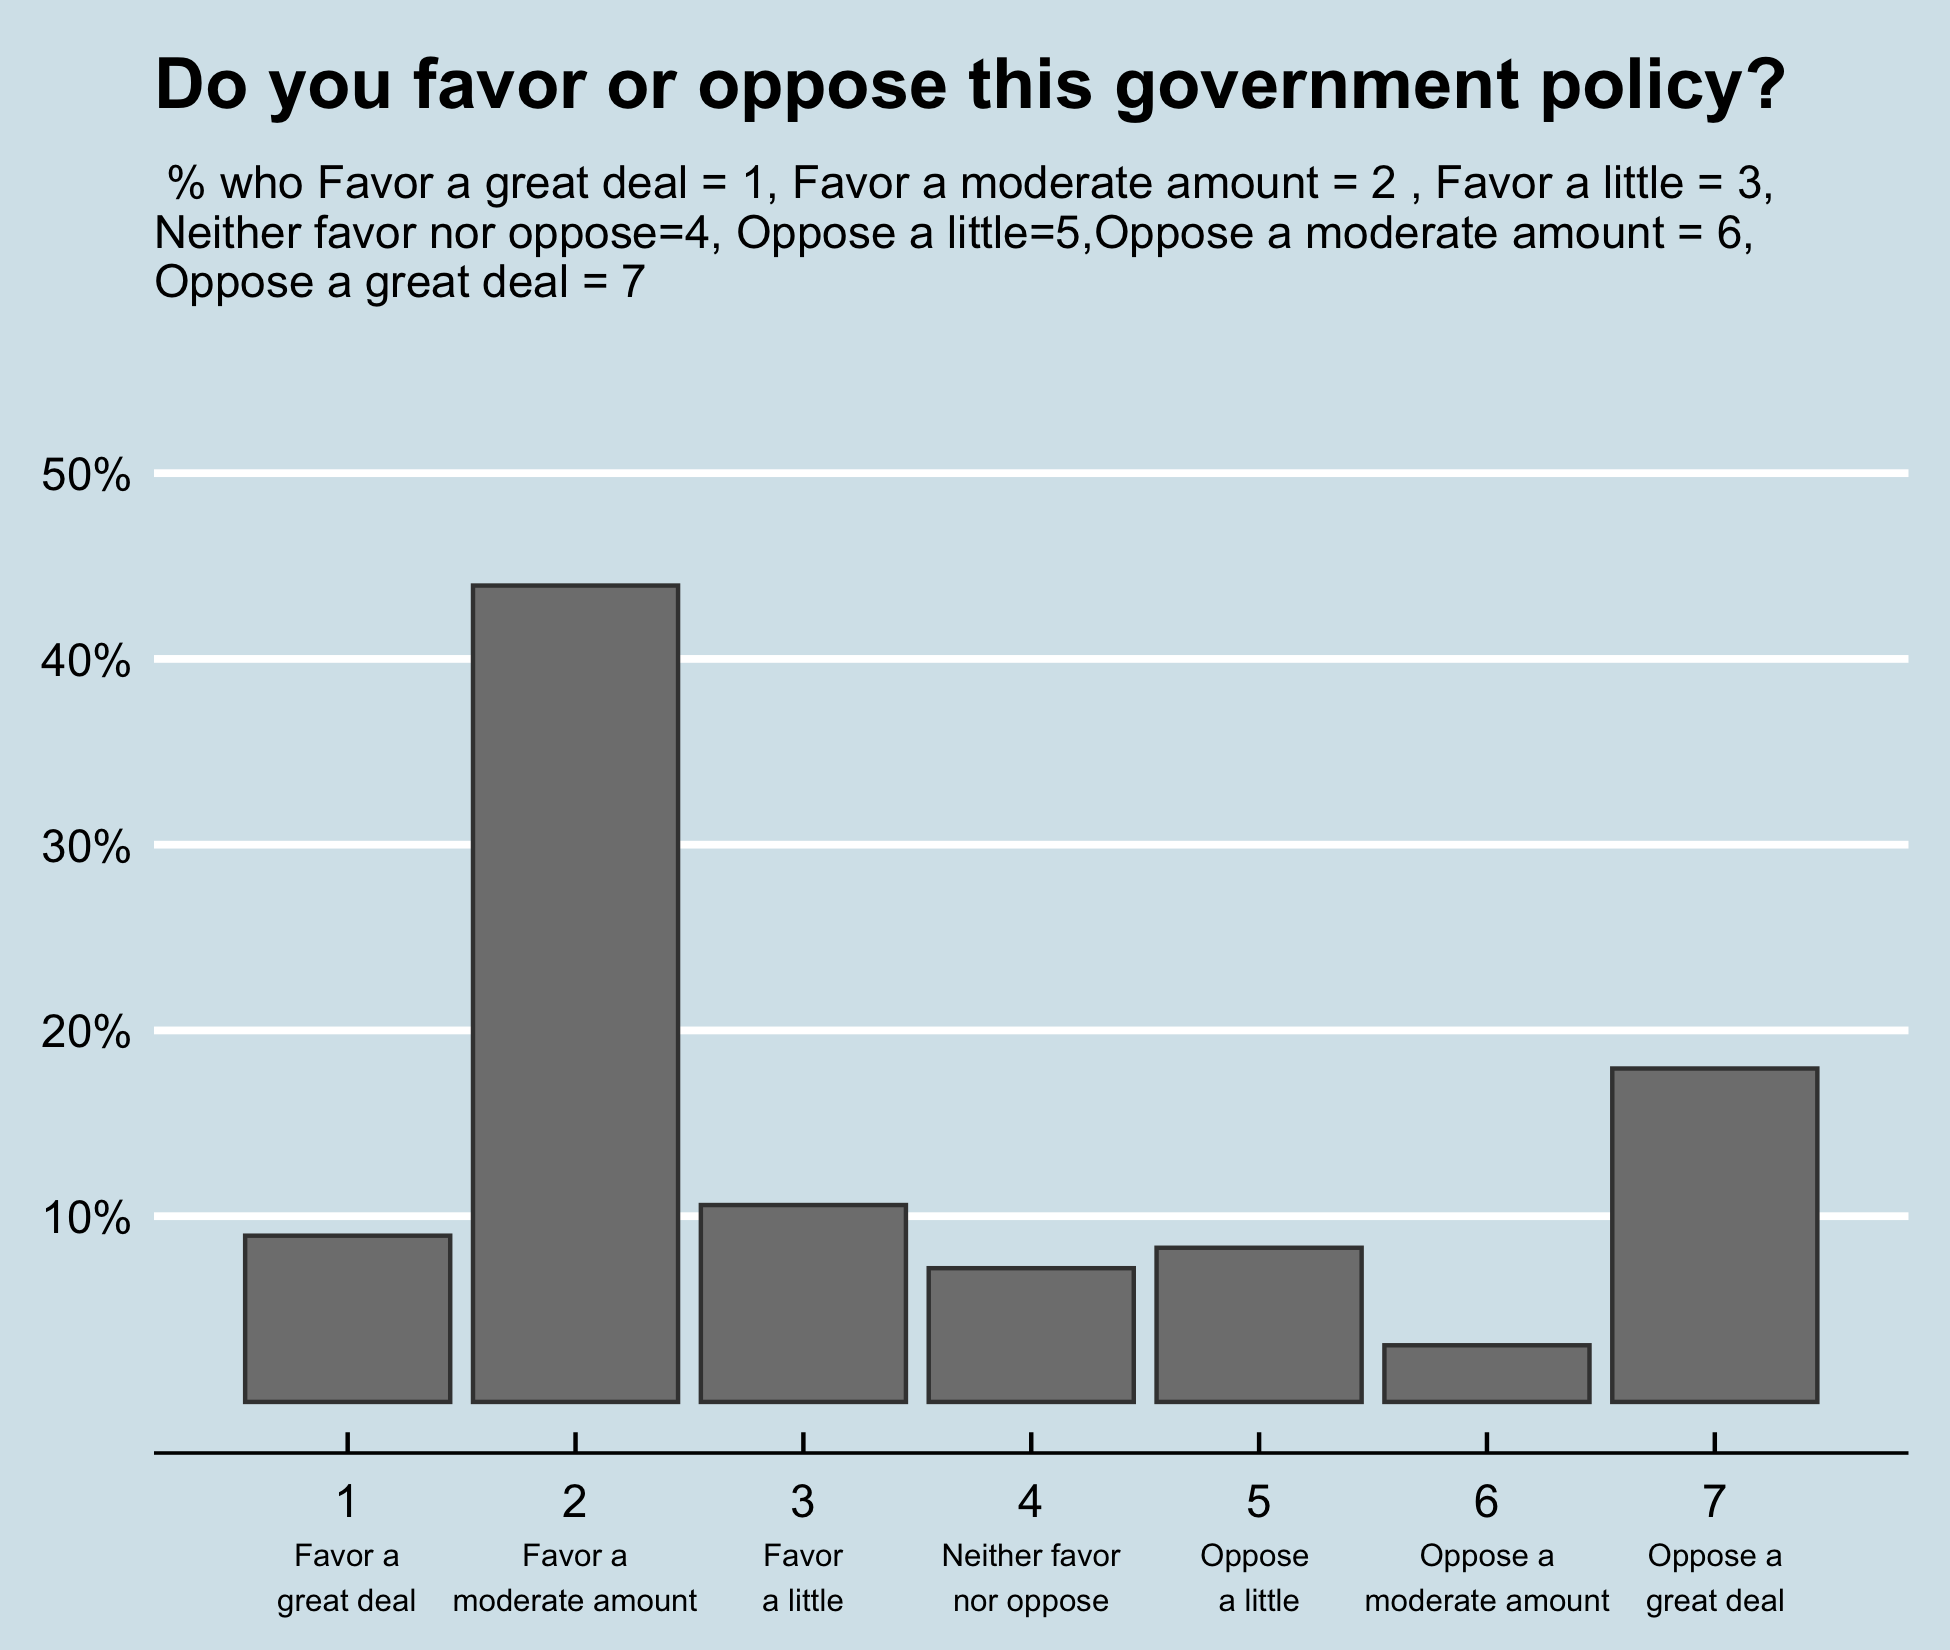 Do you favor or oppose this government policy?
% who Favor a great deal = 1, Favor a moderate amount = 2 , Favor a little = 3,
Neither favor nor oppose=4, Oppose a little=5,Oppose a moderate amount = 6,
Oppose a great deal = 7
50%
40%
30%
20%
10%
1 2 3 4 5 6 7
Favor a Favor a Favor Neither favor Oppose Oppose a Oppose a
great deal moderate amount a little nor oppose a little moderate amount great deal